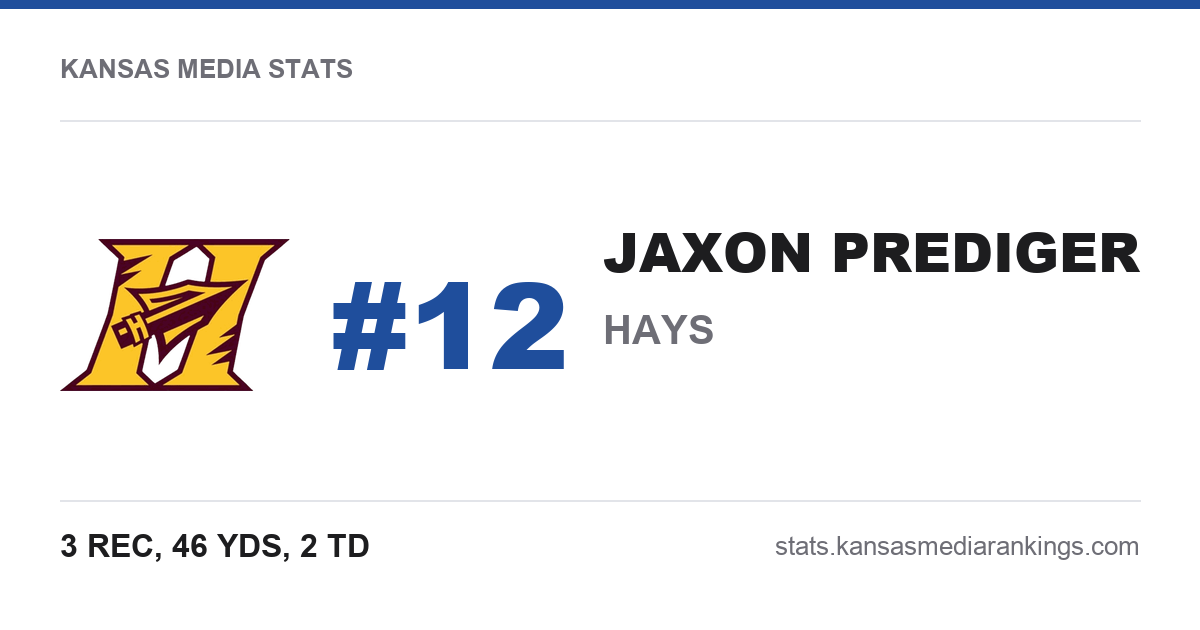 KANSAS MEDIA STATS
H
H
#12
JAXON PREDIGER
HAYS
3 REC, 46 YDS, 2 TD
stats.kansasmediarankings.com